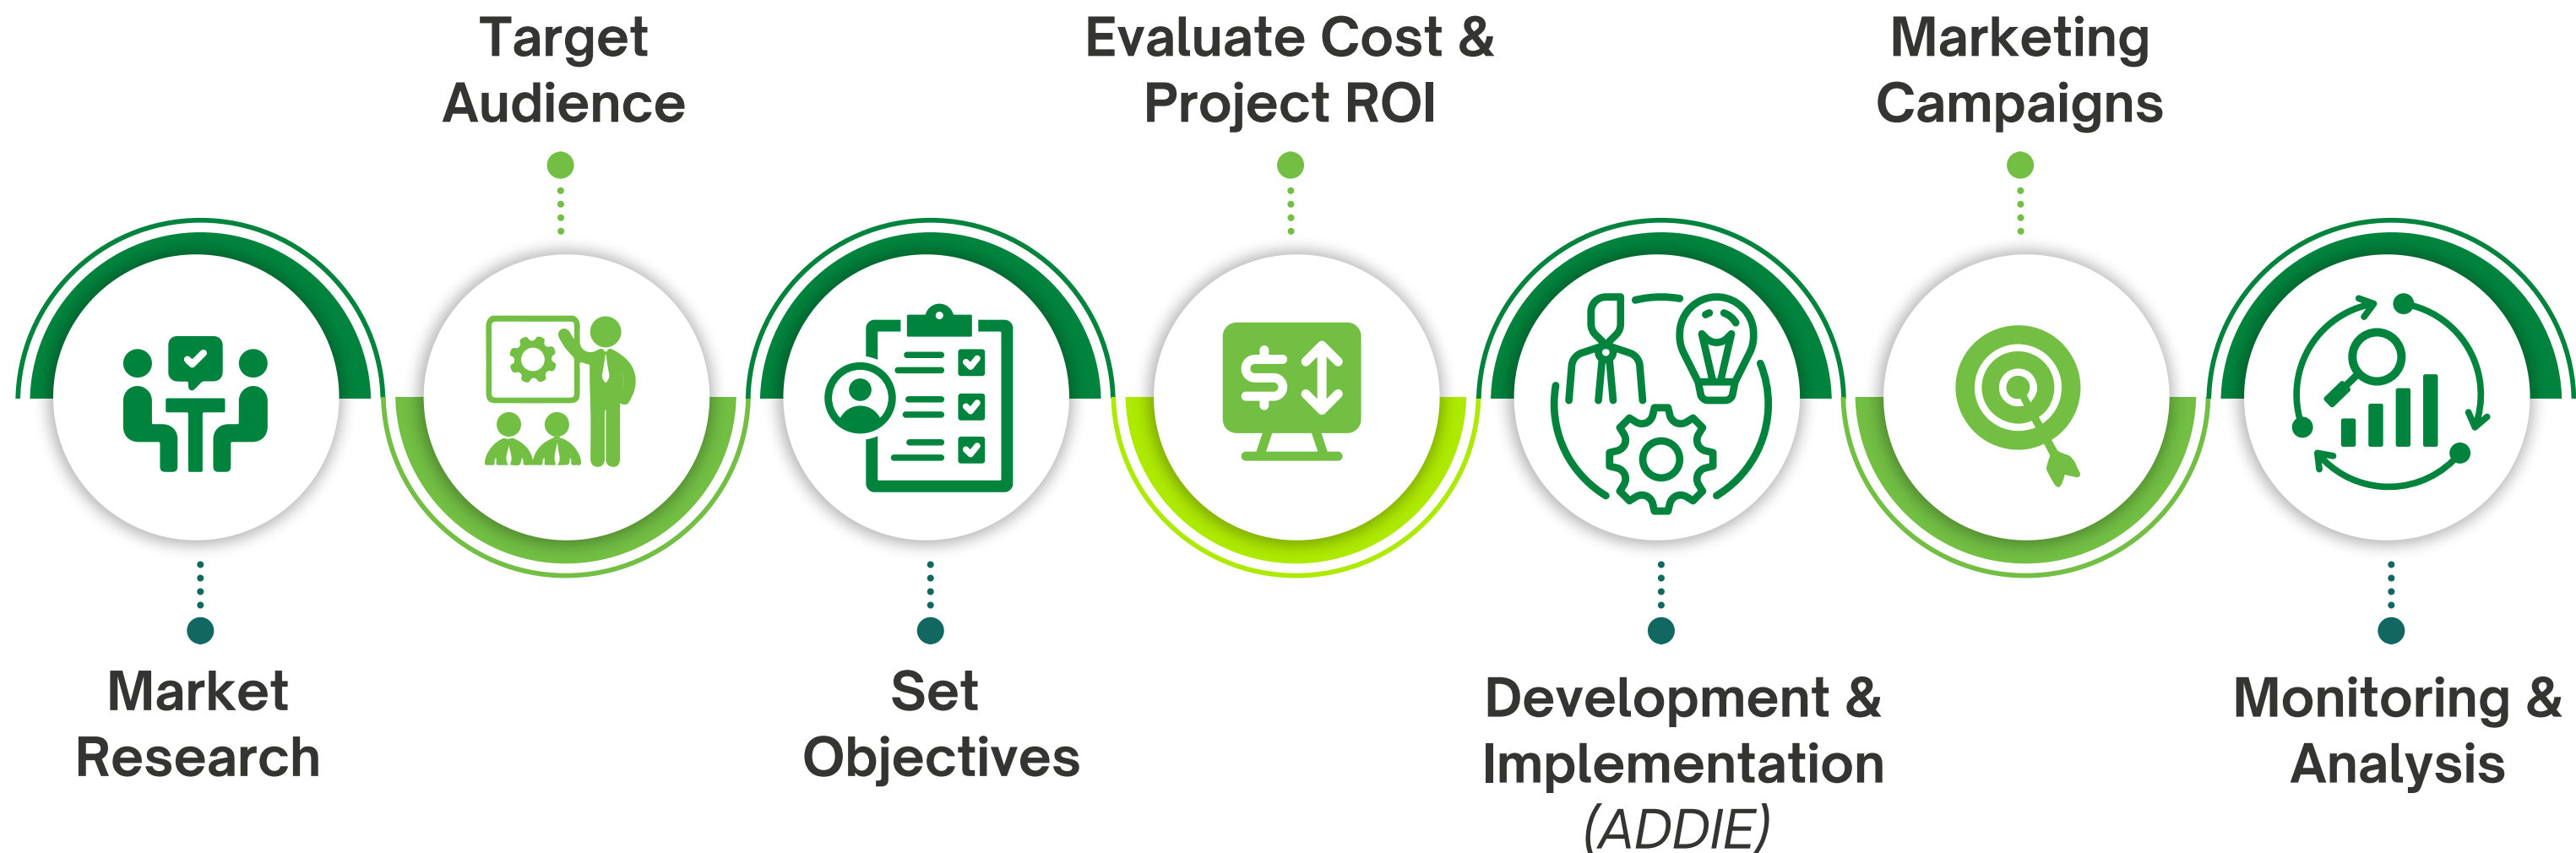 Market
Research
Target
Audience
Set
Objectives
Evaluate Cost &
Project ROI
Development &
Implementation
(ADDIE)
Marketing
Campaigns
Monitoring &
Analysis